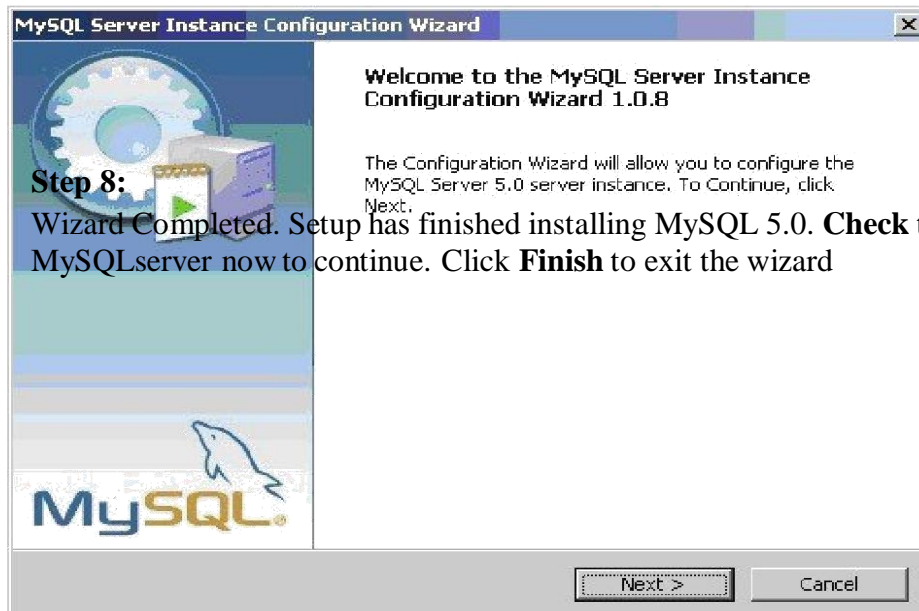 MySQL Server Instance Configuration Wizard
Welcome to the MySQL Server Instance
Configuration Wizard 1.0.8
The Configuration Wizard will allow you to configure the
MySQL Server 5.0 server instance. To Continue, click
Next.
Step 8:
Wizard Completed. Setup has finished installing MySQL 5.0. Check
MySQLserver now to continue. Click Finish to exit the wizard
MySQL
Next >
Cancel